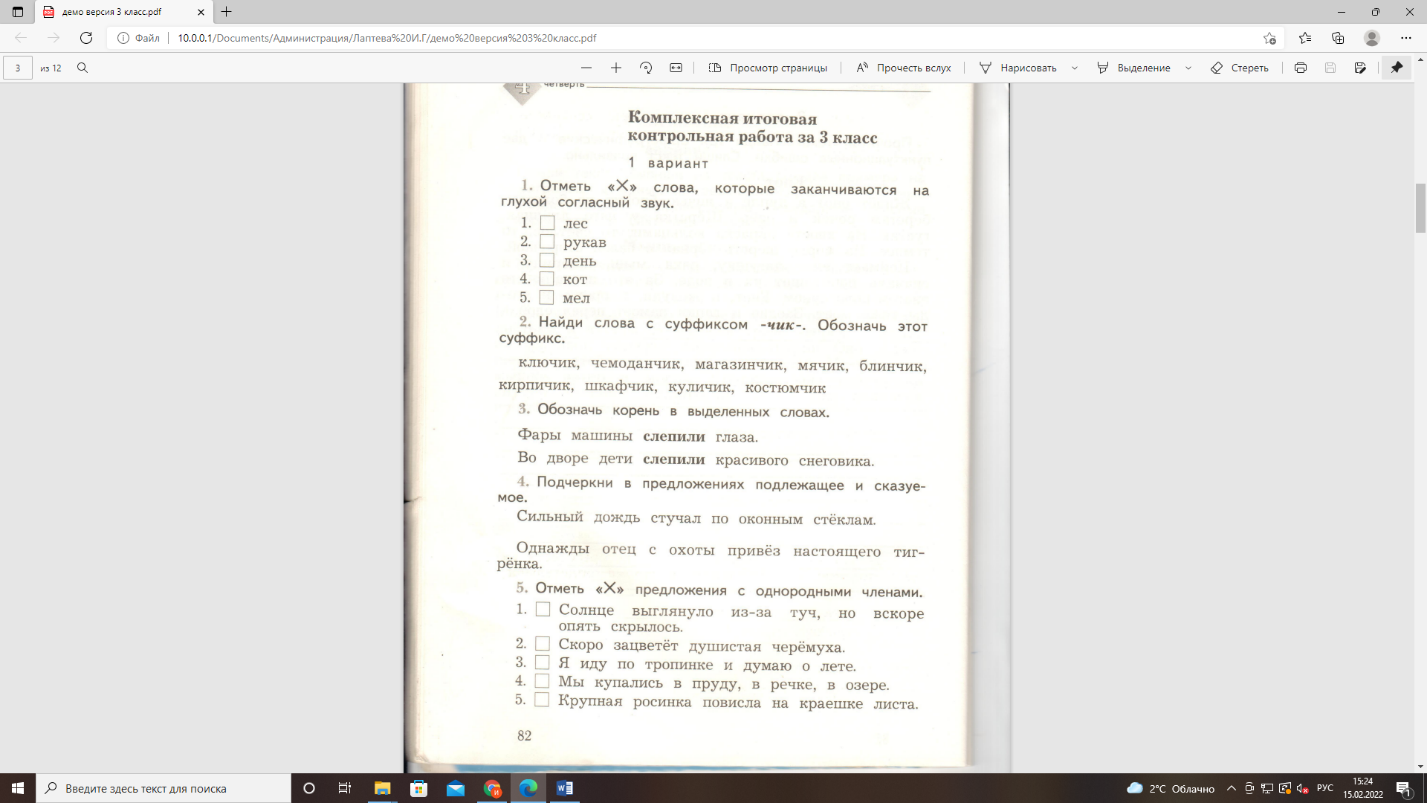 демо версия 3 класс.pdf
Файл 10.0.0.1/Documents/Администрация/Лаптева%20И.Г/демо%20версия%203%20класс.pdf
3 из 12 Просмотр страницы Прочесть вслух Нарисовать Выделение Стереть
4 четверть
Комплексная итоговая
контрольная работа за 3 класс
1 вариант
1. Отметь «✕» слова, которые заканчиваются на
глухой согласный звук.
1. лес
2. рукав
3. день
4. кот
5. мел
2. Найди слова с суффиксом -чик-. Обозначь этот
суффикс.
ключик, чемоданчик, магазинчик, мячик, блинчик,
кирпичик, шкафчик, куличик, костюмчик
3. Обозначь корень в выделенных словах.
Фары машины слепили глаза.
Во дворе дети слепили красивого снеговика.
4. Подчеркни в предложениях подлежащее и сказуе-
мое.
Сильный дождь стучал по оконным стёклам.
Однажды отец с охоты привёз настоящего тиг-
рёнка.
5. Отметь «✕» предложения с однородными членами.
1. Солнце выглянуло из-за туч, но вскоре
опять скрылось.
2. Скоро зацветёт душистая черёмуха.
3. Я иду по тропинке и думаю о лете.
4. Мы купались в пруду, в речке, в озере.
5. Крупная росинка повисла на краешке листа.
82
Введите здесь текст для поиска
2°C Облачно РУС 15:24
15.02.2022 1